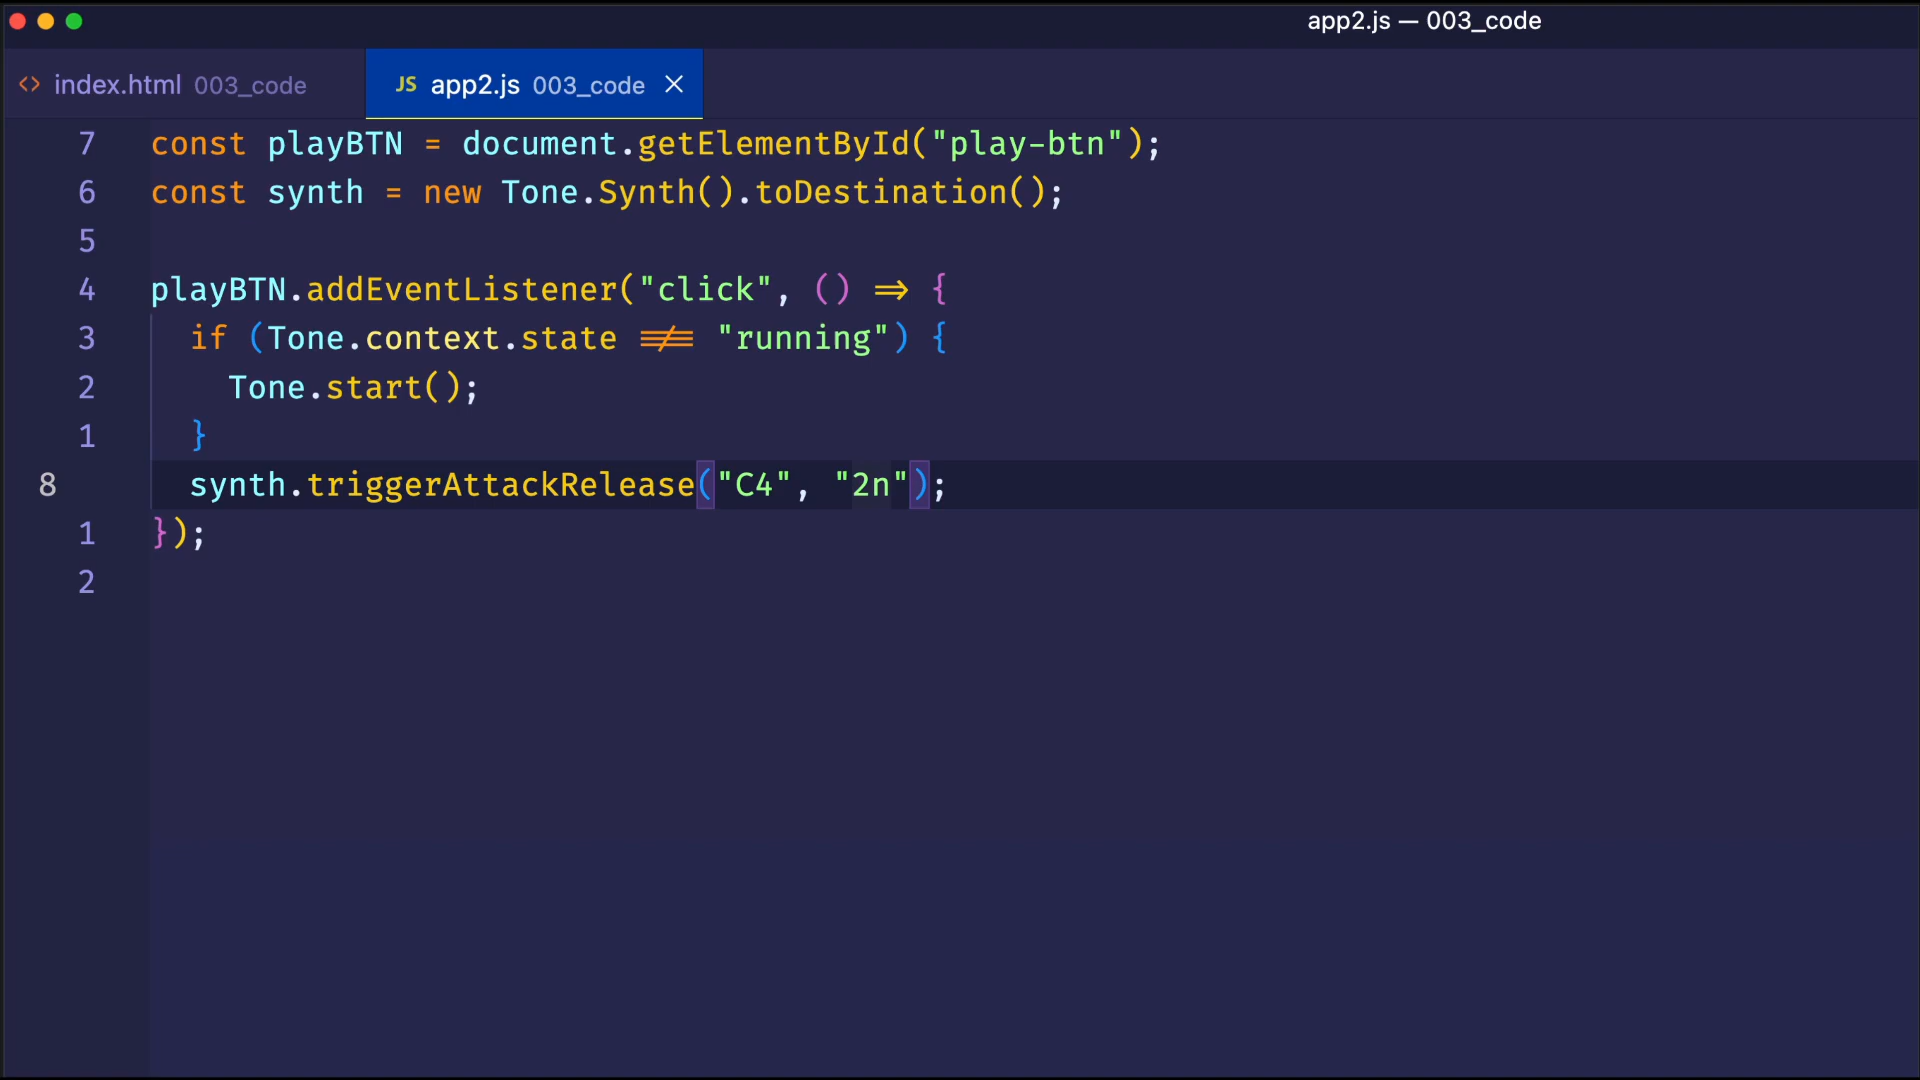 app2.js — 003_code
<> index.html 003_code JS app2.js 003_code ×
7 const playBTN = document.getElementById("play-btn");
6 const synth = new Tone.Synth().toDestination();
5
4 playBTN.addEventListener("click", () => {
3 if (Tone.context.state !== "running") {
2 Tone.start();
1 }
8 synth.triggerAttackRelease("C4", "2n");
1 });
2